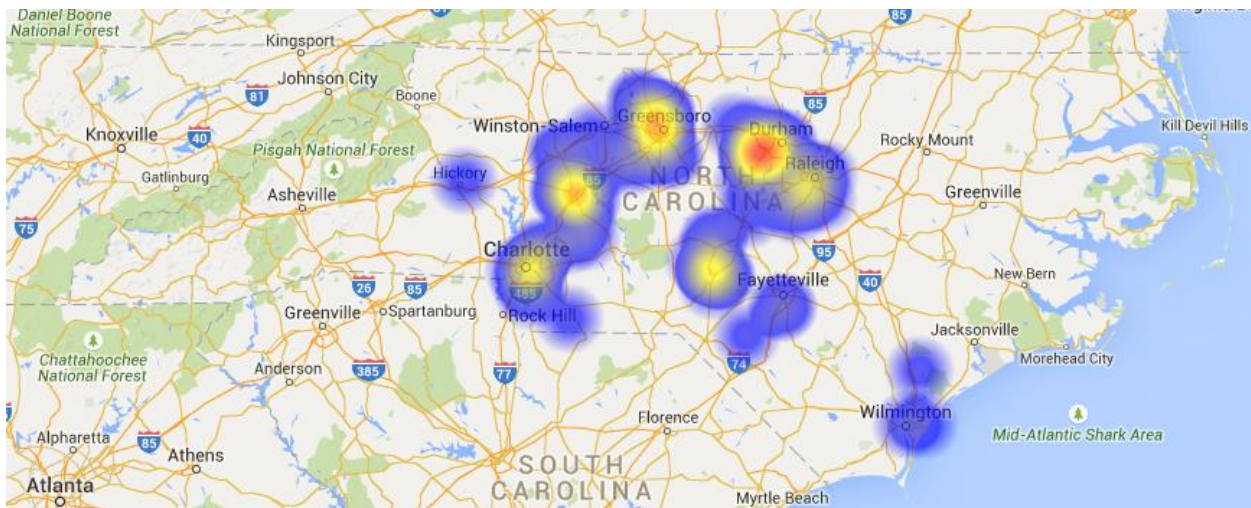 Daniel Boone
National Forest
81
85
Kingsport
Johnson City
81
Boone
Knoxville
40
Pisgah National Forest
Gatlinburg
Winston-Salem
Greensboro
Durham
85
Rocky Mount
Kill Devil Hills
Raleigh
Hickory
85
NORTH
CAROLINA
Asheville
Greenville
75
Charlotte
95
26
85
485
Fayetteville
40
New Bern
Greenville
Spartanburg
Rock Hill
Jacksonville
Morehead City
Chattahoochee
National Forest
Anderson
385
77
74
Florence
Wilmington
Mid-Atlantic Shark Area
Alpharetta
85
Athens
SOUTH
CAROLINA
Atlanta
Myrtle Beach